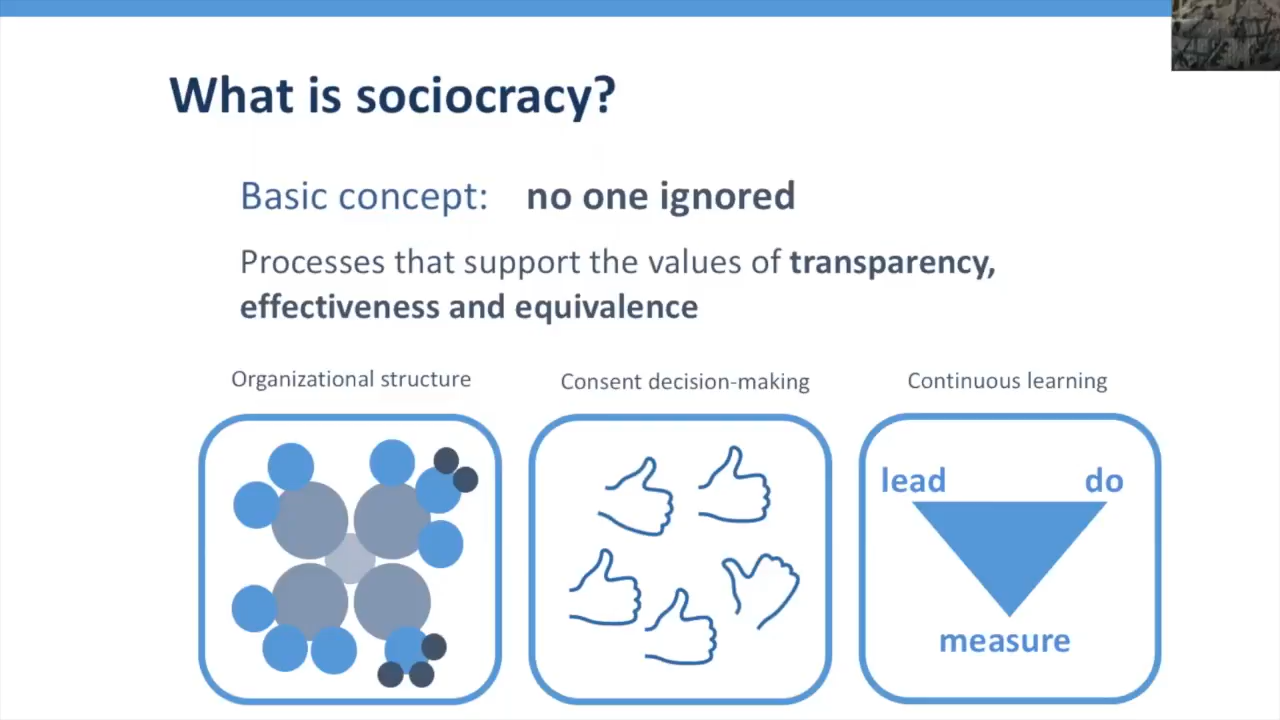 What is sociocracy?
Basic concept: no one ignored
Processes that support the values of transparency,
effectiveness and equivalence
Organizational structure
Consent decision-making
Continuous learning
lead
do
measure